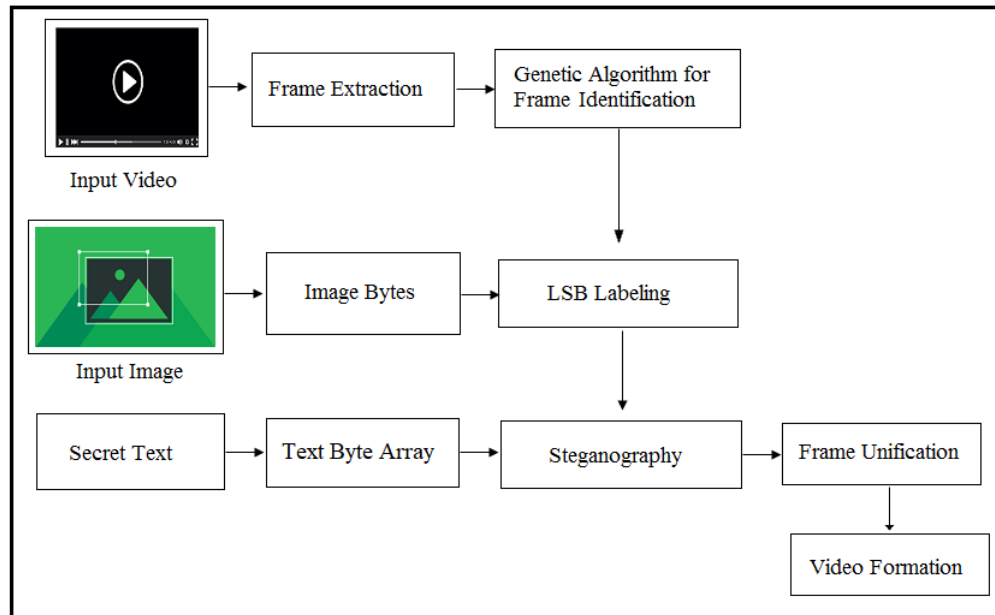 Frame Extraction
Genetic Algorithm for
Frame Identification
Input Video
Image Bytes
LSB Labeling
Input Image
Secret Text
Text Byte Array
Steganography
Frame Unification
Video Formation